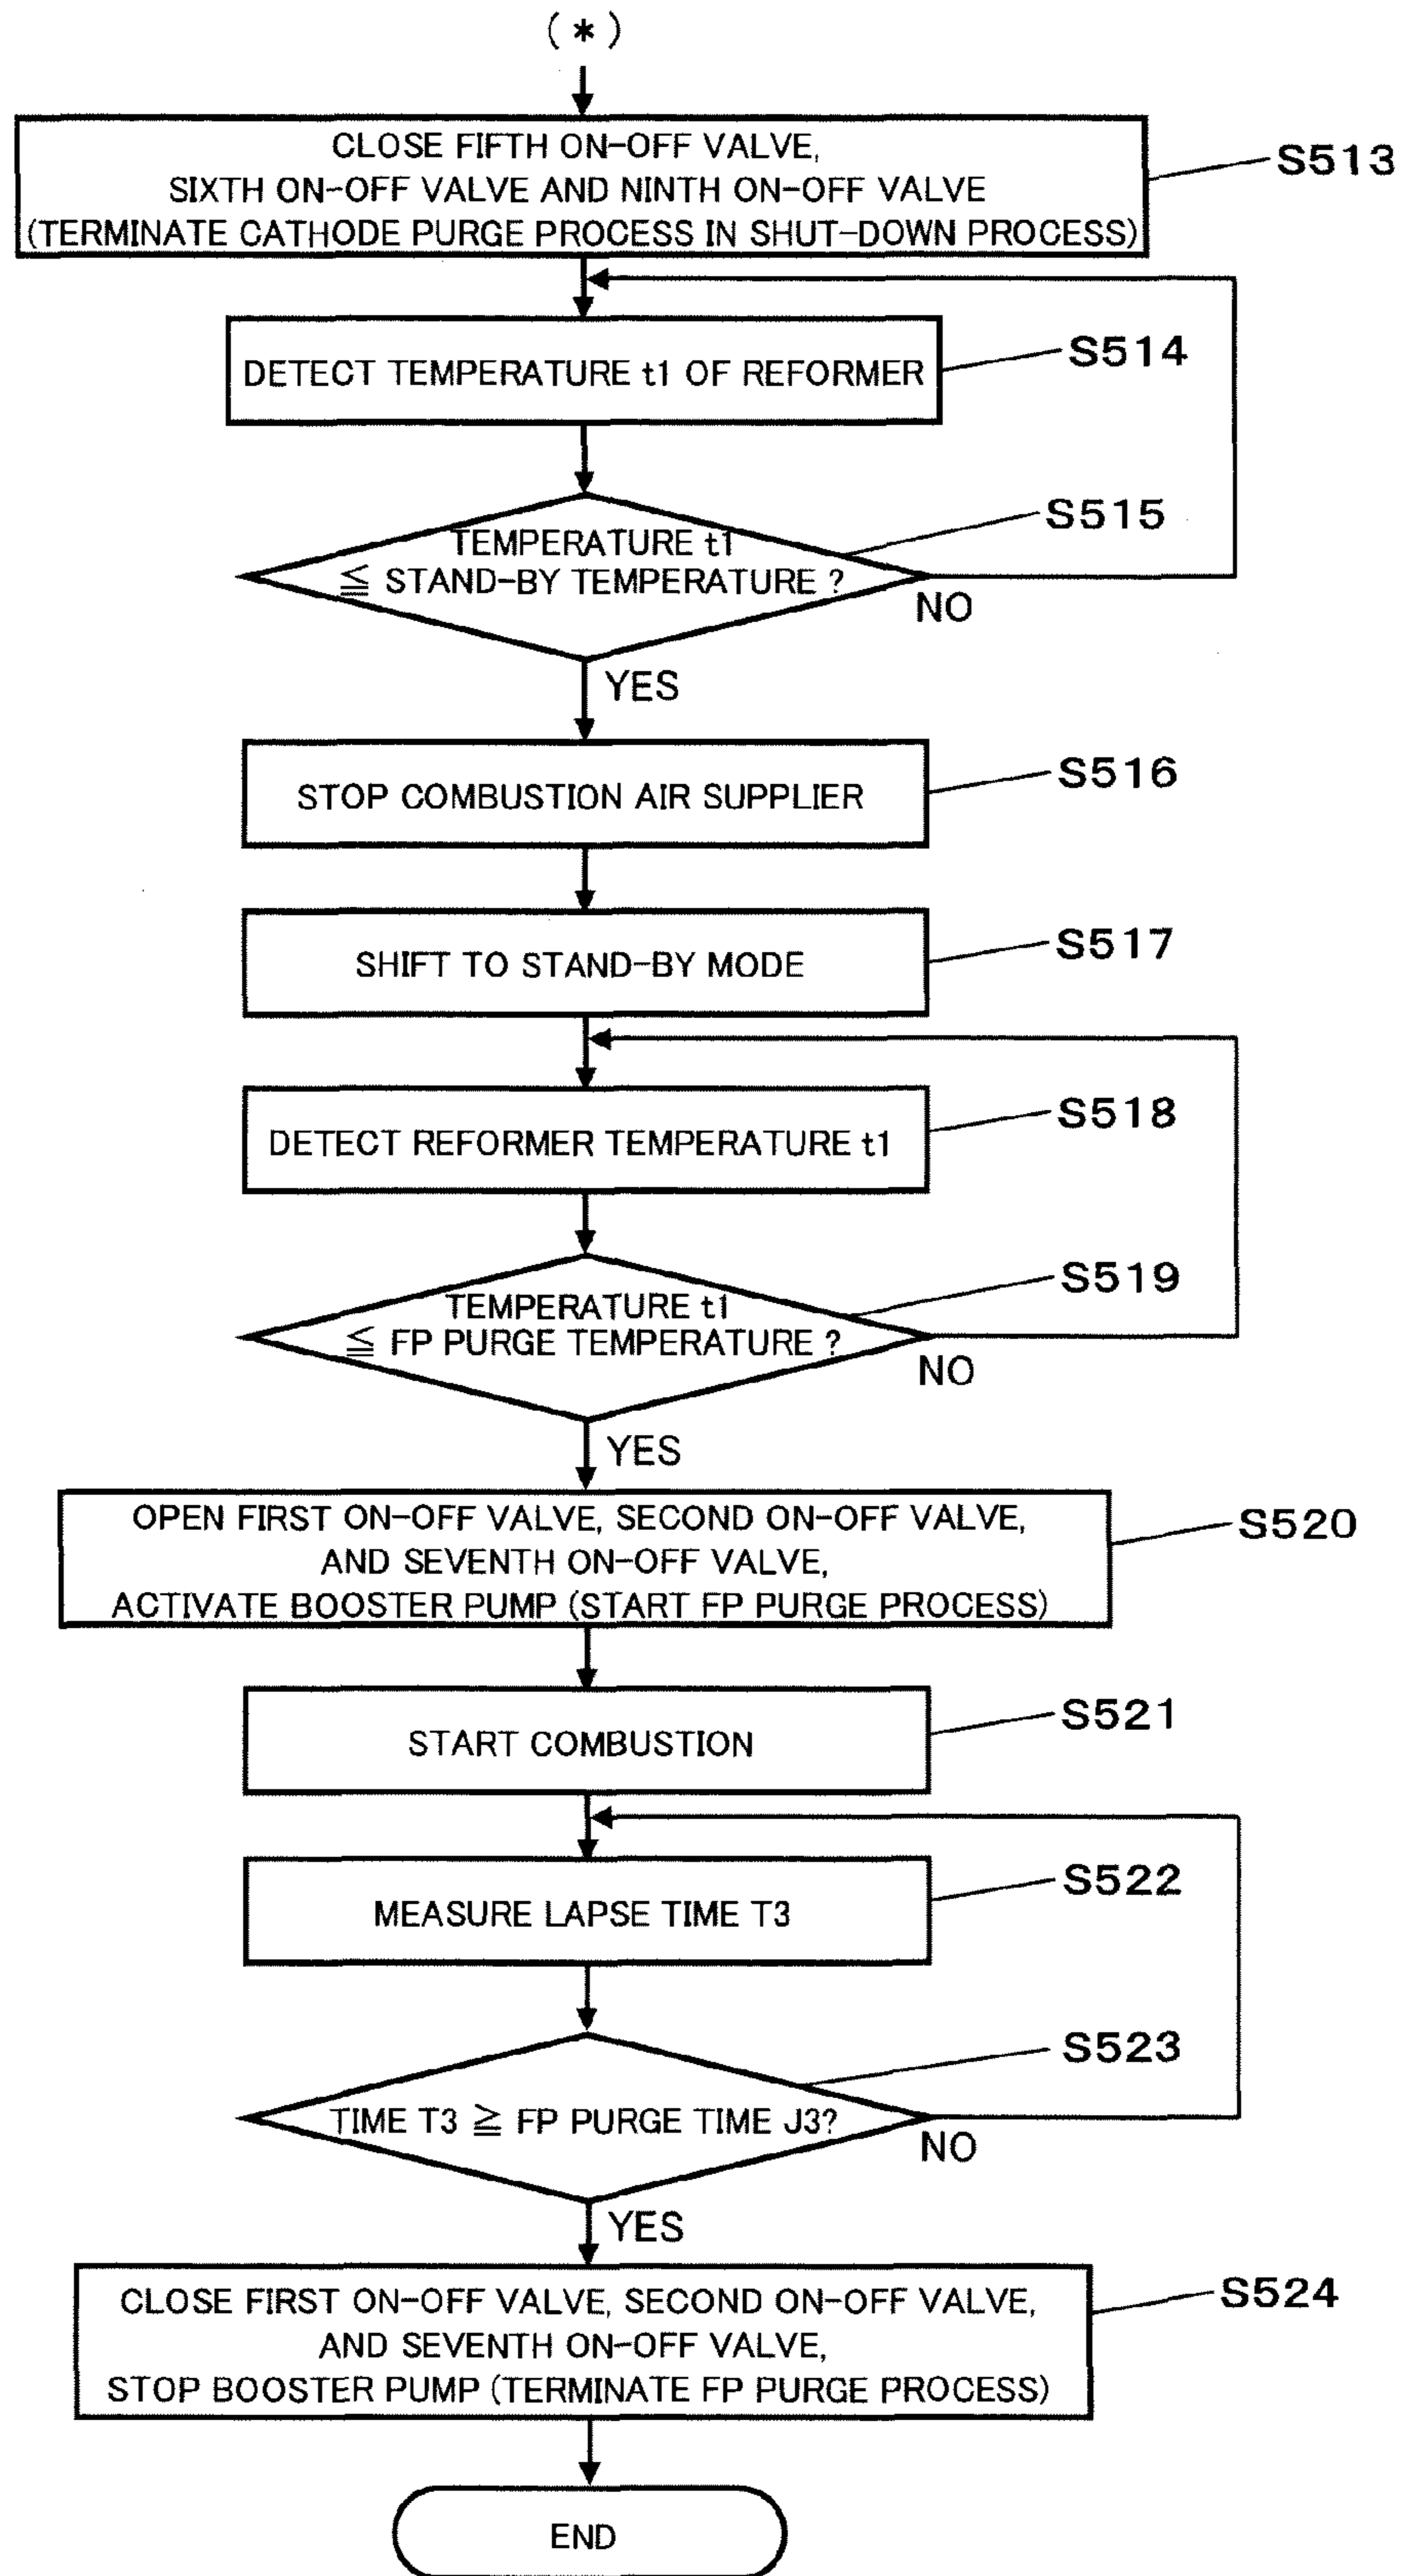 (*)
CLOSE FIFTH ON-OFF VALVE,
SIXTH ON-OFF VALVE AND NINTH ON-OFF VALVE
(TERMINATE CATHODE PURGE PROCESS IN SHUT-DOWN PROCESS)
S513
DETECT TEMPERATURE t1 OF REFORMER
S514
TEMPERATURE t1
≦ STAND-BY TEMPERATURE ?
S515
NO
YES
STOP COMBUSTION AIR SUPPLIER
S516
SHIFT TO STAND-BY MODE
S517
DETECT REFORMER TEMPERATURE t1
S518
TEMPERATURE t1
≦ FP PURGE TEMPERATURE ?
S519
NO
YES
OPEN FIRST ON-OFF VALVE, SECOND ON-OFF VALVE,
AND SEVENTH ON-OFF VALVE,
ACTIVATE BOOSTER PUMP (START FP PURGE PROCESS)
S520
START COMBUSTION
S521
MEASURE LAPSE TIME T3
S522
TIME T3 ≧ FP PURGE TIME J3?
S523
NO
YES
CLOSE FIRST ON-OFF VALVE, SECOND ON-OFF VALVE,
AND SEVENTH ON-OFF VALVE,
STOP BOOSTER PUMP (TERMINATE FP PURGE PROCESS)
S524
END